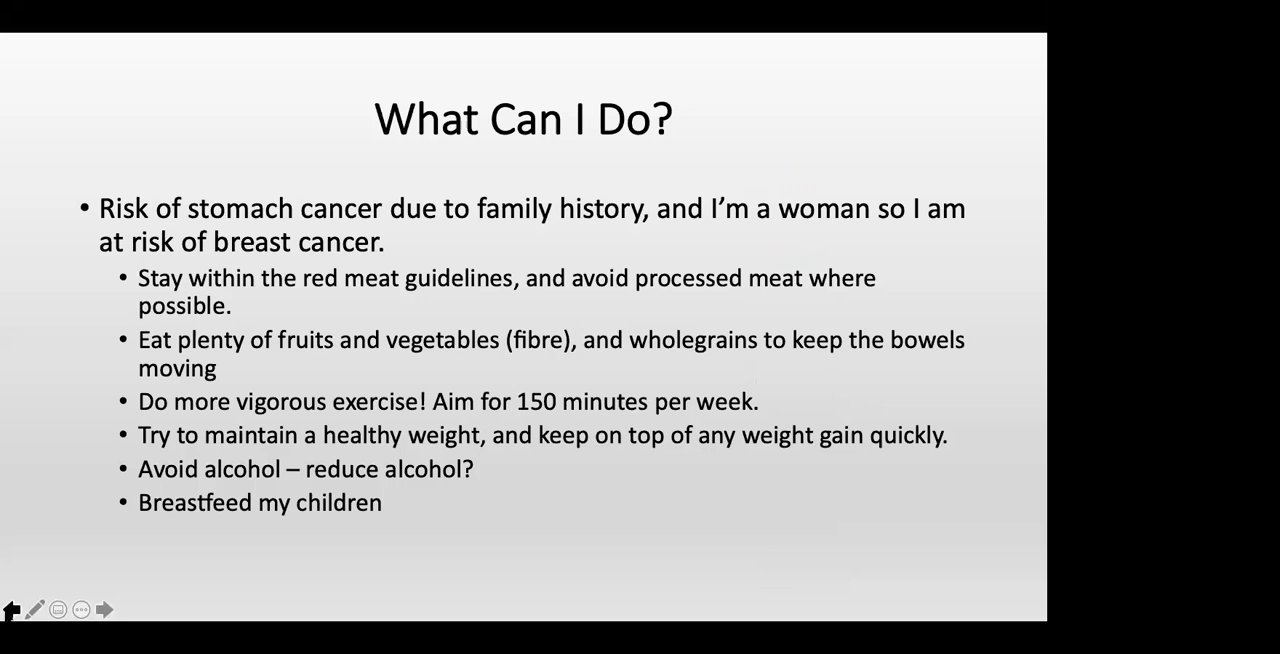 What Can I Do?
• Risk of stomach cancer due to family history, and I’m a woman so I am
at risk of breast cancer.
• Stay within the red meat guidelines, and avoid processed meat where
possible.
• Eat plenty of fruits and vegetables (fibre), and wholegrains to keep the bowels
moving
• Do more vigorous exercise! Aim for 150 minutes per week.
• Try to maintain a healthy weight, and keep on top of any weight gain quickly.
• Avoid alcohol – reduce alcohol?
• Breastfeed my children